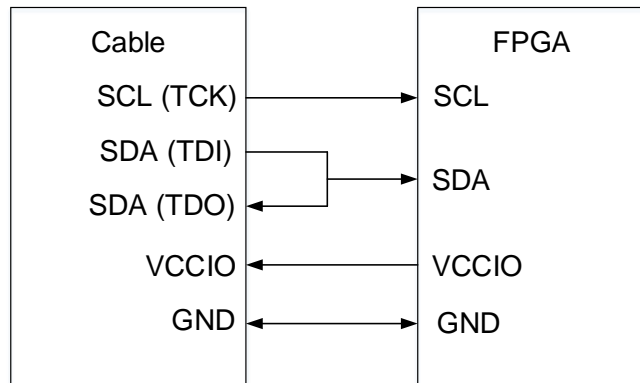 Cable
SCL (TCK)
SDA (TDI)
SDA (TDO)
VCCIO
GND
FPGA
SCL
SDA
VCCIO
GND